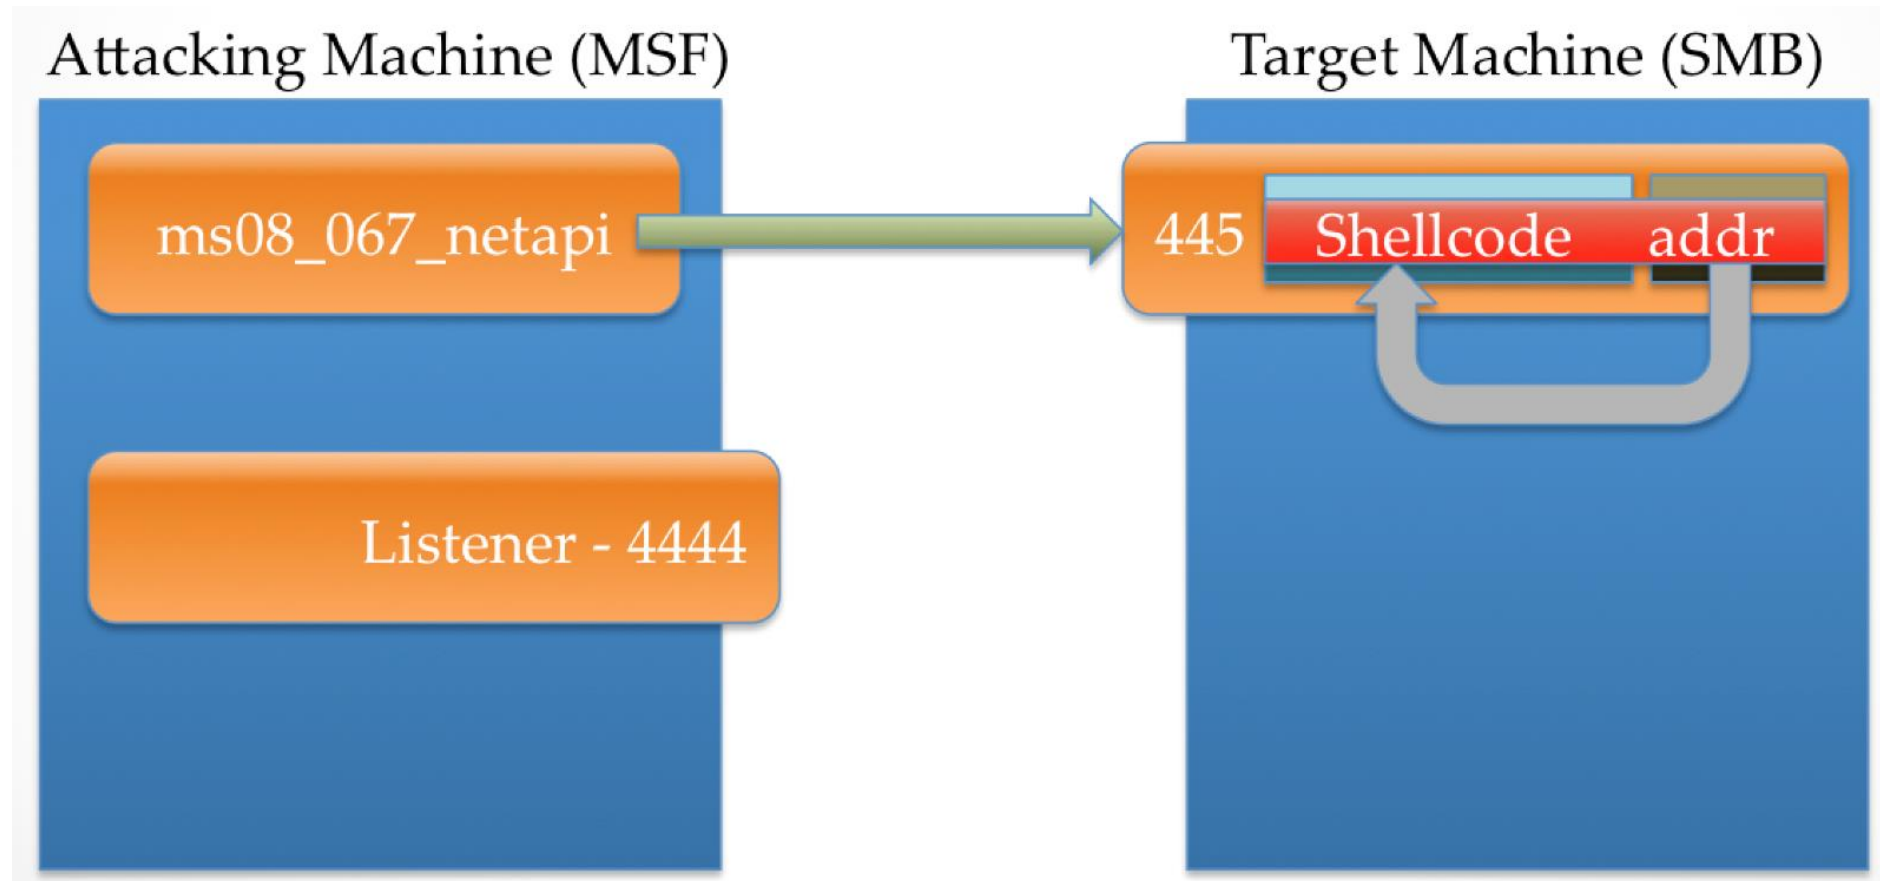 Attacking Machine (MSF)
Target Machine (SMB)
ms08_067_netapi
445 Shellcode addr
Listener - 4444